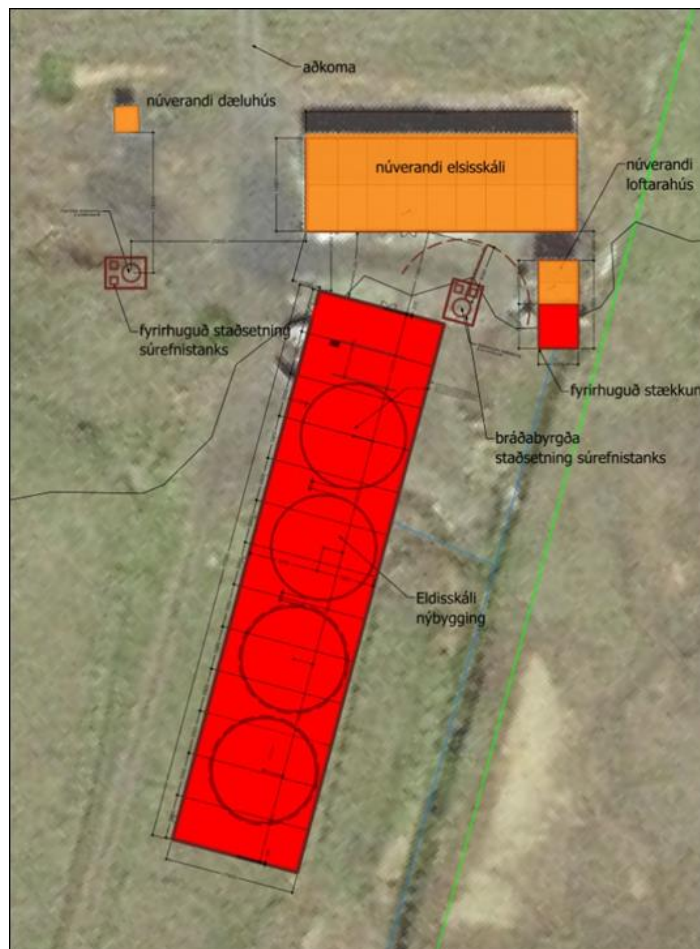 aðkoma
núverandi dæluhús
núverandi elsisskáli
núverandi
loftarahús
fyrirhuguð staðsetning
súrefnistanks
fyrirhuguð stækkun
bráðabyrgða
staðsetning súrefnistanks
Eldisskáli
nýbygging